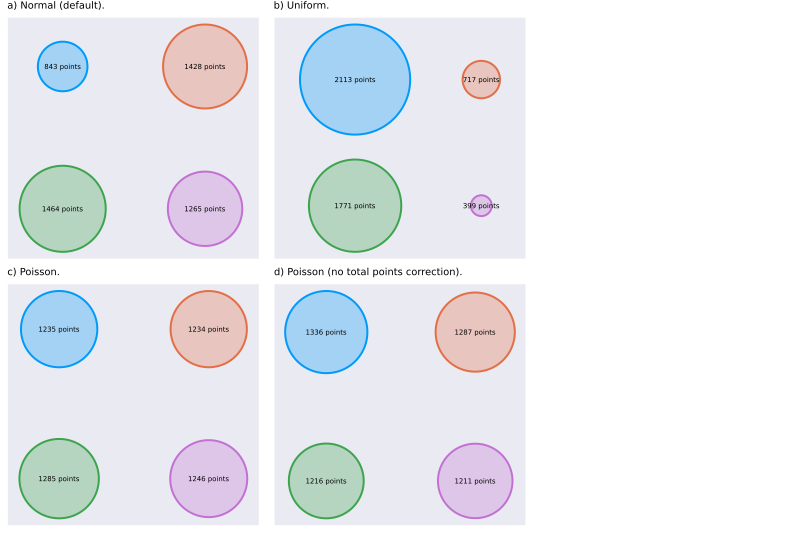 a) Normal (default).
843 points
1428 points
1464 points
1265 points
b) Uniform.
2113 points
717 points
1771 points
399 points
c) Poisson.
1235 points
1234 points
1285 points
1246 points
d) Poisson (no total points correction).
1336 points
1287 points
1216 points
1211 points